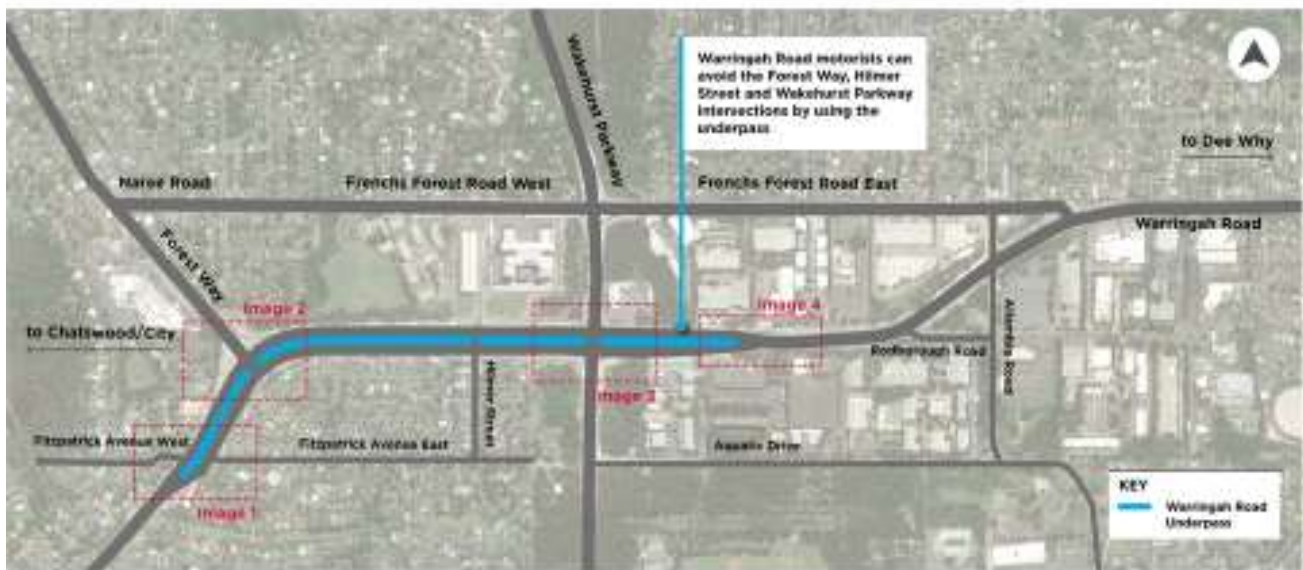 Warringah Road motorists can
avoid the Forest Way, Hilmer
Street and Wakehurst Parkway
intersections by using the
underpass
Wakehurst Parkway
to Dee Why
Naree Road
Frenchs Forest Road West
Frenchs Forest Road East
Warringah Road
Forest Way
Image 2
Image 4
to Chatswood/City
Rodborough Road
Allambie Road
Hilmer Street
Image 3
Fitzpatrick Avenue West
Fitzpatrick Avenue East
Aquatic Drive
Image 1
KEY
Warringah Road
Underpass